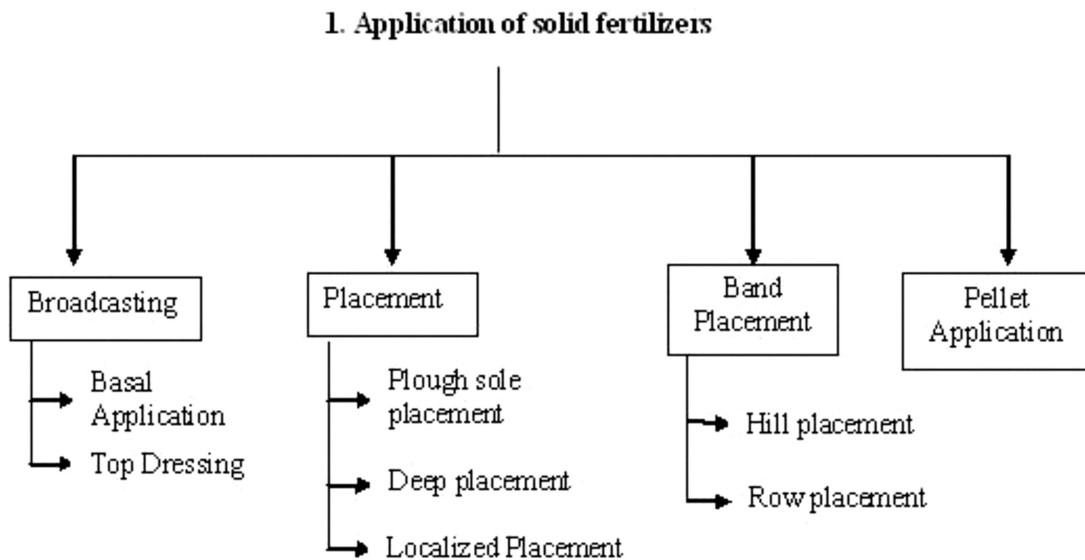 1. Application of solid fertilizers
Broadcasting
Basal
Application
Top Dressing
Placement
Plough sole
placement
Deep placement
Localized Placement
Band
Placement
Hill placement
Row placement
Pellet
Application